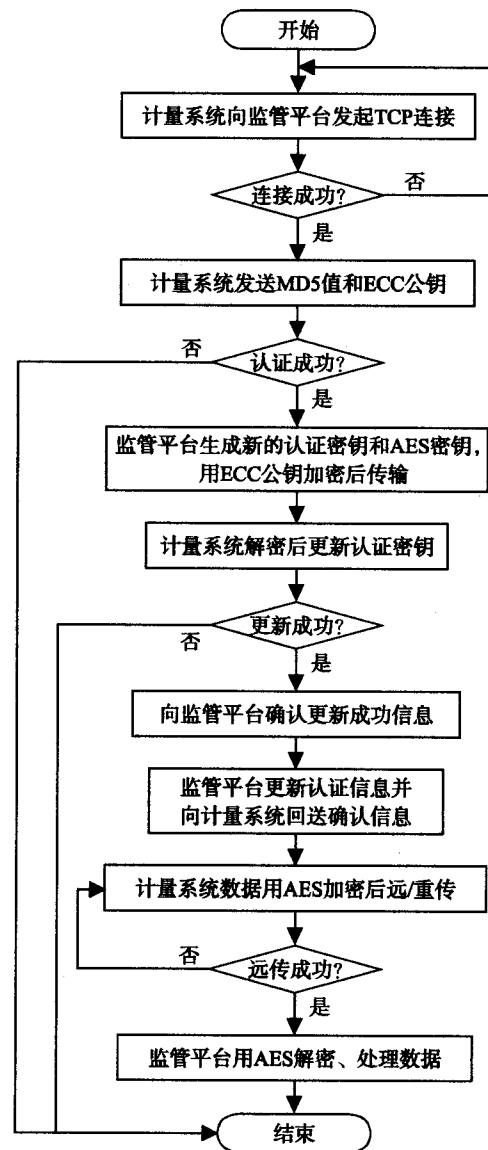 开始
计量系统向监管平台发起TCP连接
连接成功?
否
是
计量系统发送MD5值和ECC公钥
否
认证成功?
是
监管平台生成新的认证密钥和AES密钥,
用ECC公钥加密后传输
计量系统解密后更新认证密钥
更新成功?
否
是
向监管平台确认更新成功信息
监管平台更新认证信息并
向计量系统回送确认信息
计量系统数据用AES加密后远/重传
否
远传成功?
是
监管平台用AES解密、处理数据
结束